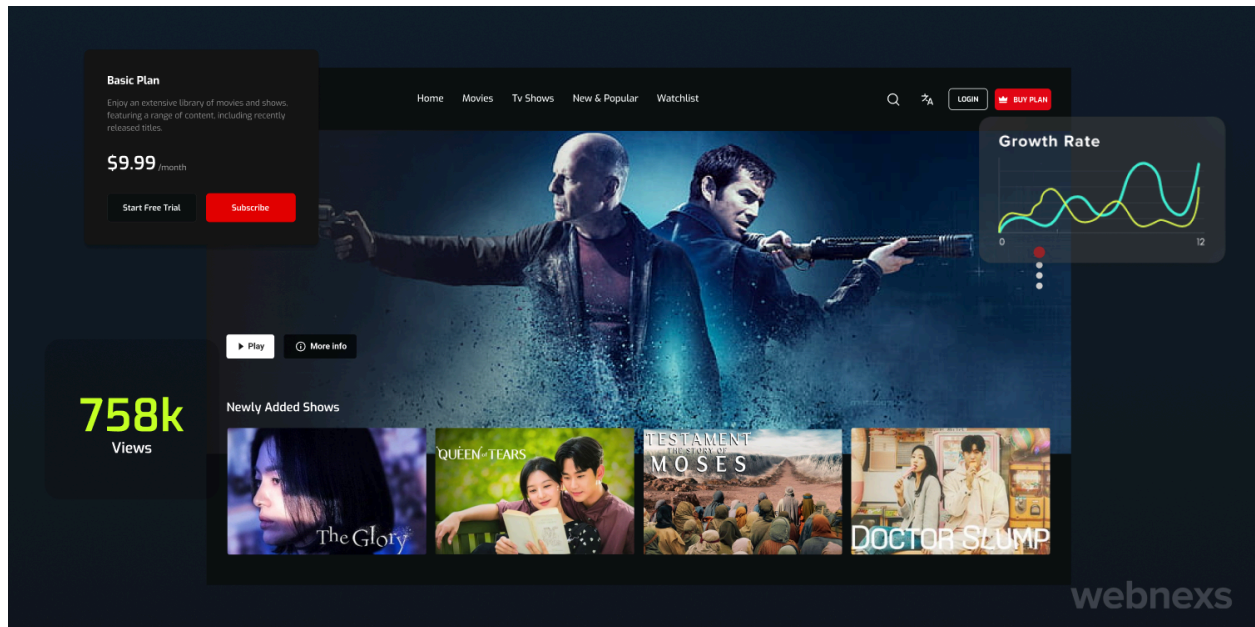 Basic Plan
Enjoy an extensive library of movies and shows,
featuring a range of content, including recently
released titles.
$9.99 /month
Start Free Trial
Subscribe
Home
Movies
Tv Shows
New & Popular
Watchlist
LOGIN
BUY PLAN
Growth Rate
0
12
Play
More info
758k
Views
Newly Added Shows
The Glory
QUEEN of TEARS
TESTAMENT
THE STORY OF
MOSES
DOCTOR SLUMP
webnexs